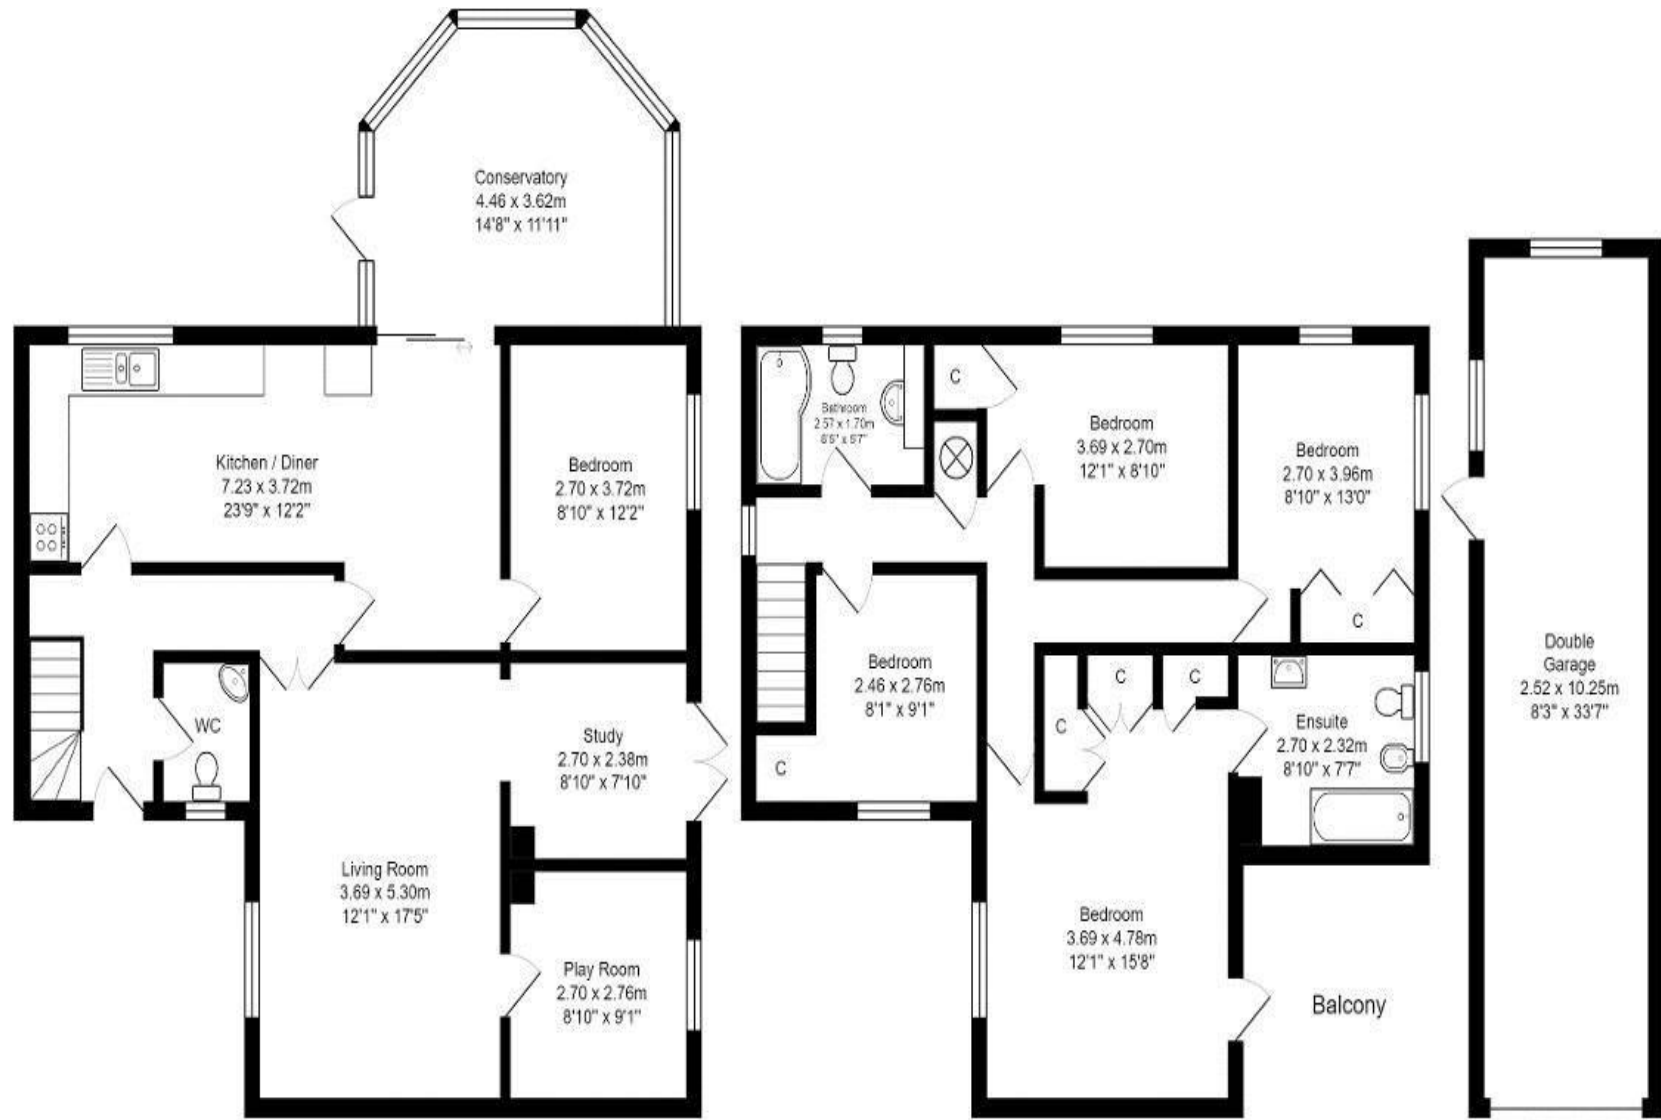 Conservatory
4.46 x 3.62m
14'8" x 11'11"
Kitchen / Diner
7.23 x 3.72m
23'9" x 12'2"
Bedroom
2.70 x 3.72m
8'10" x 12'2"
WC
Study
2.70 x 2.38m
8'10" x 7'10"
Living Room
3.69 x 5.30m
12'1" x 17'5"
Play Room
2.70 x 2.76m
8'10" x 9'1"
Bathroom
2.57 x 1.70m
8'5" x 5'7"
C
Bedroom
3.69 x 2.70m
12'1" x 8'10"
Bedroom
2.70 x 3.96m
8'10" x 13'0"
C
Bedroom
2.46 x 2.76m
8'1" x 9'1"
C
C
C
C
Ensuite
2.70 x 2.32m
8'10" x 7'7"
Bedroom
3.69 x 4.78m
12'1" x 15'8"
Balcony
Double
Garage
2.52 x 10.25m
8'3" x 33'7"